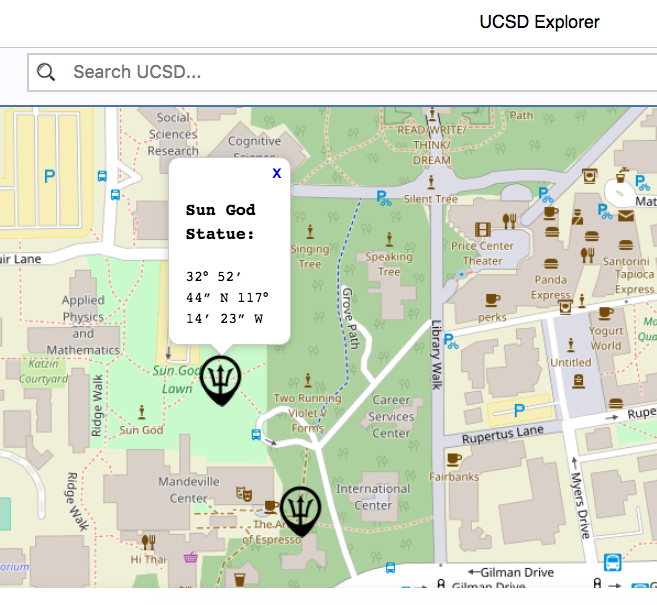 UCSD Explorer
Search UCSD...
Path
Social
Sciences
Research
Cognitive
READ/WRITE/
THINK/
DREAM
P
X
Silent Tree
Sun God
Statue:
32° 52′
44″ N 117°
14′ 23″ W
Singing
Tree
Speaking
Tree
Price Center
Theater
Mat
Santorini
Tapioca
Express
Panda
Express
uir Lane
Applied
Physics
and
Mathematics
Grove Path
perks
Yogurt
World
Library Walk
Untitled
Katzin
Courtyard
Sun God
Lawn
Ridge Walk
Sun God
Two Running
Violet V
Forms
Career
Services
Center
P
Rupe
Rupertus Lane
Fairbanks
Myers Drive
Mandeville
Center
International
Center
Ridge Walk
The Ar
of Espresso
Hi Thai
orium
←Gilman Drive
Gilman Drive